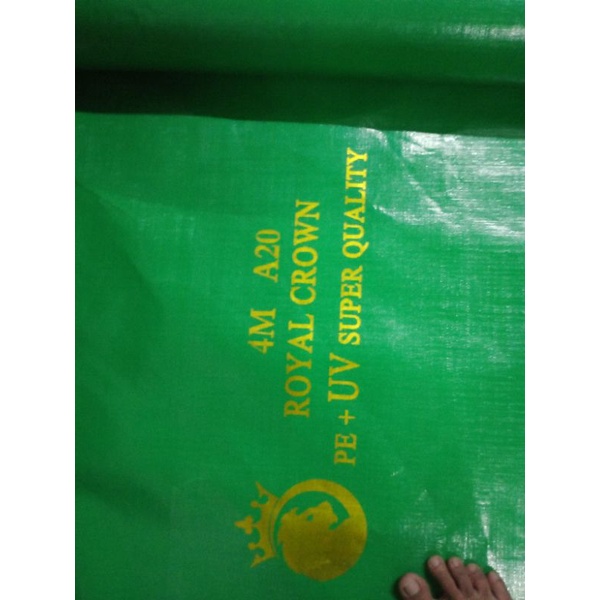 4M A20
ROYAL CROWN
PE + UV SUPER QUALITY